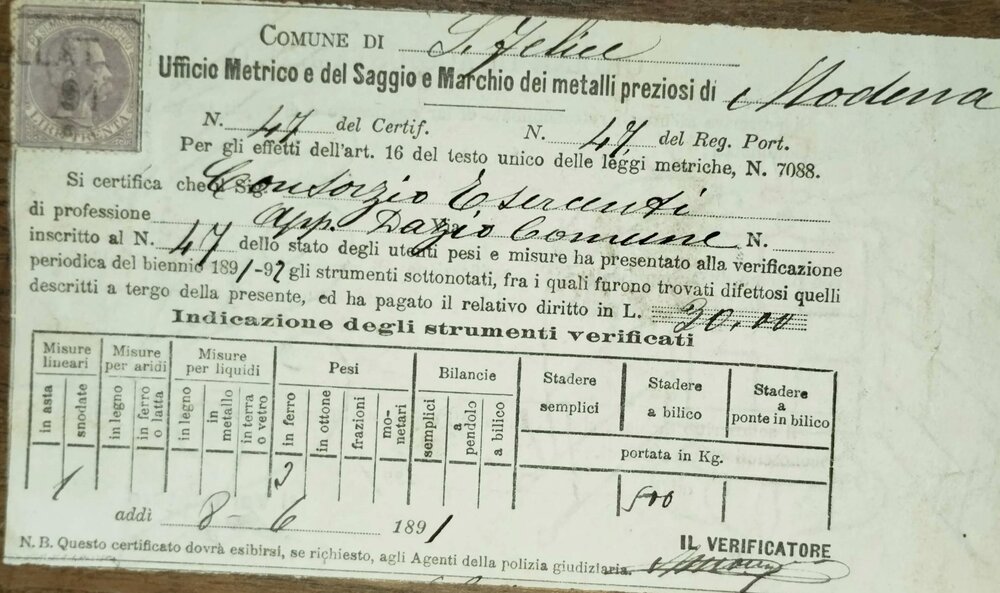 COMUNE DI S. Felice
Ufficio Metrico e del Saggio e Marchio dei metalli preziosi di Modena
N. 47 del Certif. N. 47 del Reg. Port.
Per gli effetti dell'art. 16 del testo unico delle leggi metriche, N. 7088.
Si certifica che il Sig. Consorzio Esercenti
di professione app. Dazio Comune N.
inscritto al N. 47 dello stato degli utenti pesi e misure ha presentato alla verificazione
periodica del biennio 1891-92 gli strumenti sottonotati, fra i quali furono trovati difettosi quelli
descritti a tergo della presente, ed ha pagato il relativo diritto in L. 30.00
Indicazione degli strumenti verificati
Misure lineari
in asta
snodate
Misure per aridi
in legno
in ferro o latta
Misure per liquidi
in legno
in metallo
in terra o vetro
Pesi
in ferro
in ottone
frazioni
monetari
Bilancie
semplici
a pendolo
a bilico
Stadere semplici
Stadere a bilico
Stadere a ponte in bilico
portata in Kg.
1 2 500
addì 8-6 1891
IL VERIFICATORE
N. B. Questo certificato dovrà esibirsi, se richiesto, agli Agenti della polizia giudiziaria.
LIRE TRENTA
91